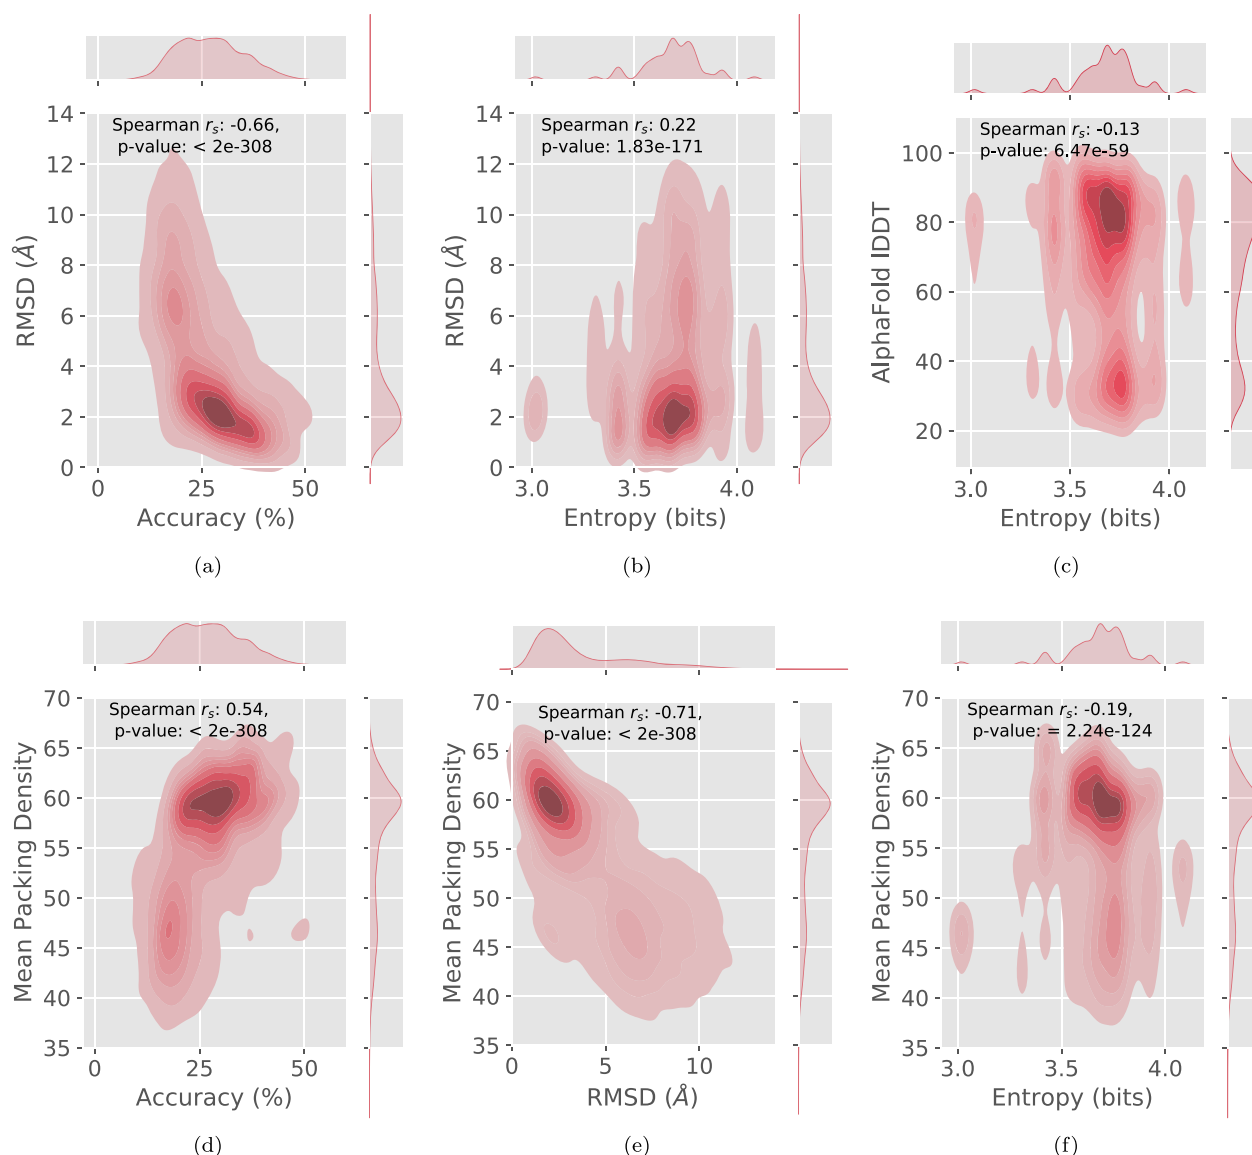 Spearman rₛ: -0.66,
p-value: < 2e-308
14
12
10
8
6
4
2
0
RMSD (Å)
0
25
50
Accuracy (%)
(a)
Spearman rₛ: 0.22
p-value: 1.83e-171
14
12
10
8
6
4
2
0
RMSD (Å)
3.0
3.5
4.0
Entropy (bits)
(b)
Spearman rₛ: -0.13
p-value: 6.47e-59
100
80
60
40
20
AlphaFold lDDT
3.0
3.5
4.0
Entropy (bits)
(c)
Spearman rₛ: 0.54,
p-value: < 2e-308
70
65
60
55
50
45
40
35
Mean Packing Density
0
25
50
Accuracy (%)
(d)
Spearman rₛ: -0.71,
p-value: < 2e-308
70
65
60
55
50
45
40
35
Mean Packing Density
0
5
10
RMSD (Å)
(e)
Spearman rₛ: -0.19,
p-value: = 2.24e-124
70
65
60
55
50
45
40
35
Mean Packing Density
3.0
3.5
4.0
Entropy (bits)
(f)